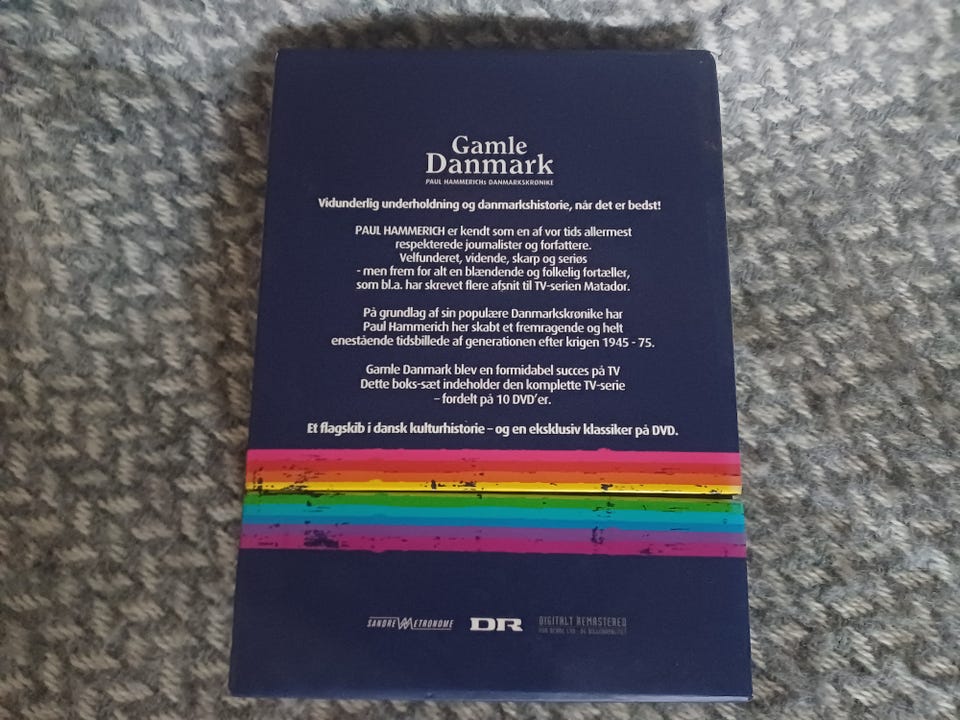 Gamle
Danmark
PAUL HAMMERICHs DANMARKSKRØNIKE
Vidunderlig underholdning og danmarkshistorie, når det er bedst!
PAUL HAMMERICH er kendt som en af vor tids allermest
respekterede journalister og forfattere.
Velfunderet, vidende, skarp og seriøs
- men frem for alt en blændende og folkelig fortæller,
som bl.a. har skrevet flere afsnit til TV-serien Matador.
På grundlag af sin populære Danmarkskrønike har
Paul Hammerich her skabt et fremragende og helt
enestående tidsbillede af generationen efter krigen 1945 - 75.
Gamle Danmark blev en formidabel succes på TV
Dette boks-sæt indeholder den komplette TV-serie
– fordelt på 10 DVD'er.
Et flagskib i dansk kulturhistorie – og en eksklusiv klassiker på DVD.
SANDREW METRONOME
DR
DIGITALT REMASTERED
FOR BEDRE LYD- OG BILLEDKVALITET